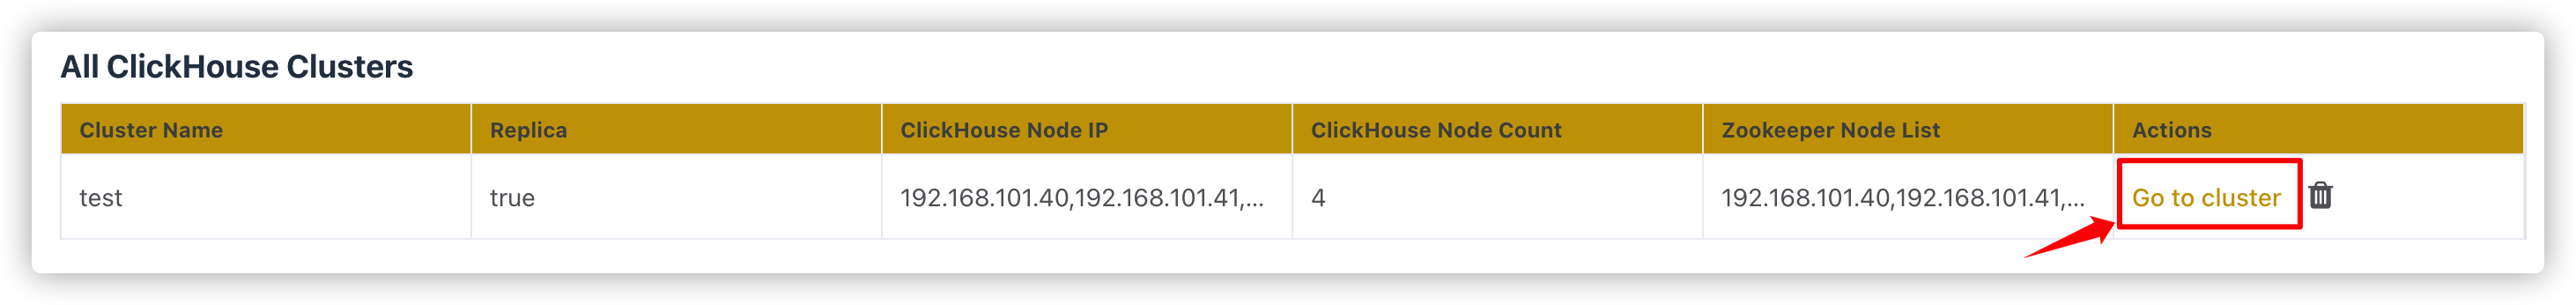 All ClickHouse Clusters
Cluster Name Replica ClickHouse Node IP ClickHouse Node Count Zookeeper Node List Actions
test true 192.168.101.40,192.168.101.41,... 4 192.168.101.40,192.168.101.41,... Go to cluster